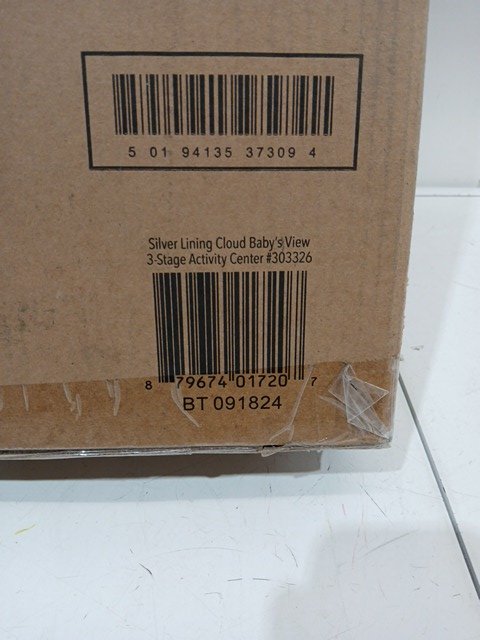 5 01 94135 37309 4
Silver Lining Cloud Baby's View
3-Stage Activity Center #303326
8 79674 01720 7
BT 091824